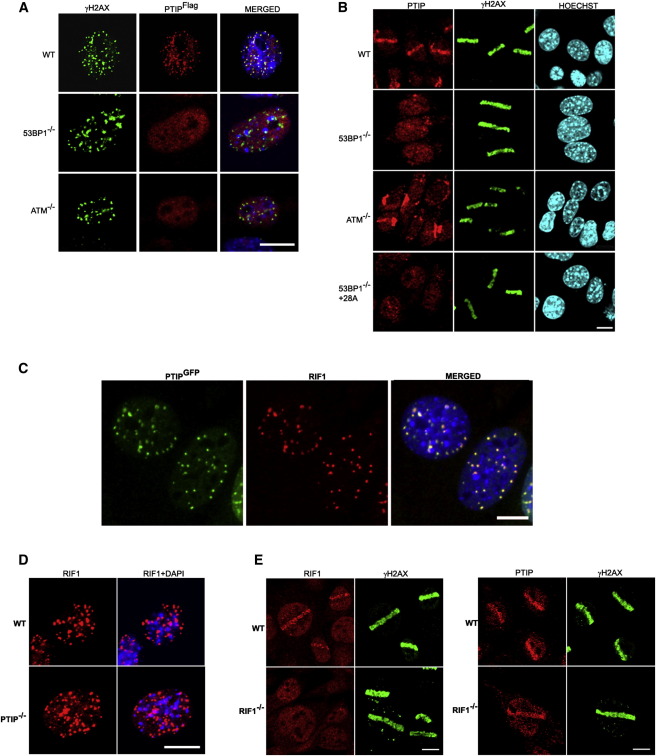 A
γH2AX PTIPFlag MERGED
WT
53BP1-/-
ATM-/-
B
PTIP γH2AX HOECHST
WT
53BP1-/-
ATM-/-
53BP1-/-
+28A
C
PTIPGFP RIF1 MERGED
D
RIF1 RIF1+DAPI
WT
PTIP-/-
E
RIF1 γH2AX PTIP γH2AX
WT WT
RIF1-/- RIF1-/-